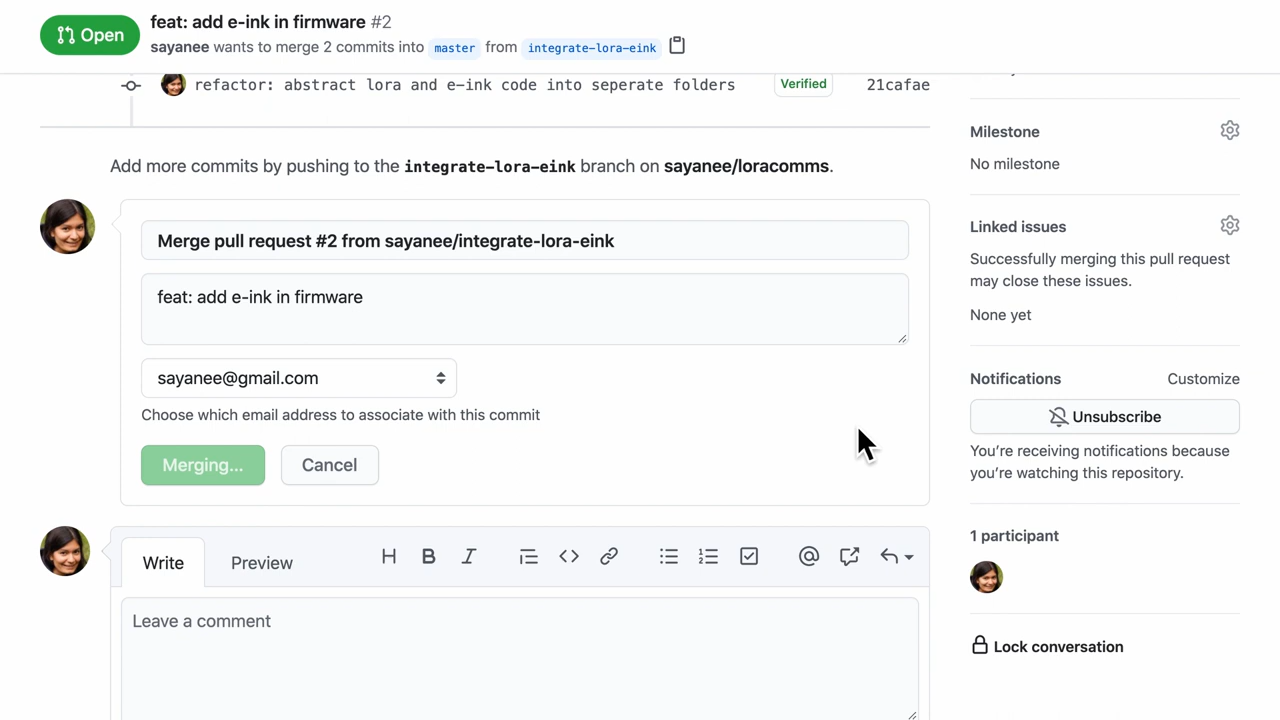 Open
feat: add e-ink in firmware #2
sayanee wants to merge 2 commits into master from integrate-lora-eink
refactor: abstract lora and e-ink code into seperate folders Verified 21cafae
Add more commits by pushing to the integrate-lora-eink branch on sayanee/loracomms.
Merge pull request #2 from sayanee/integrate-lora-eink
feat: add e-ink in firmware
sayanee@gmail.com
Choose which email address to associate with this commit
Merging...
Cancel
Write
Preview
Leave a comment
Milestone
No milestone
Linked issues
Successfully merging this pull request
may close these issues.
None yet
Notifications
Customize
Unsubscribe
You're receiving notifications because
you're watching this repository.
1 participant
Lock conversation